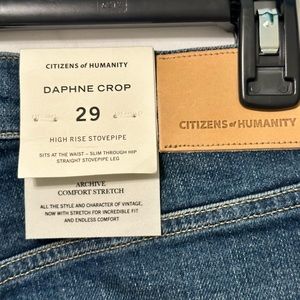 CITIZENS of HUMANITY
DAPHNE CROP
29
HIGH RISE STOVEPIPE
SITS AT THE WAIST – SLIM THROUGH HIP
STRAIGHT STOVEPIPE LEG
ARCHIVE
COMFORT STRETCH
ALL THE STYLE AND CHARACTER OF VINTAGE,
NOW WITH STRETCH FOR INCREDIBLE FIT
AND ENDLESS COMFORT
CITIZENS of HUMANITY